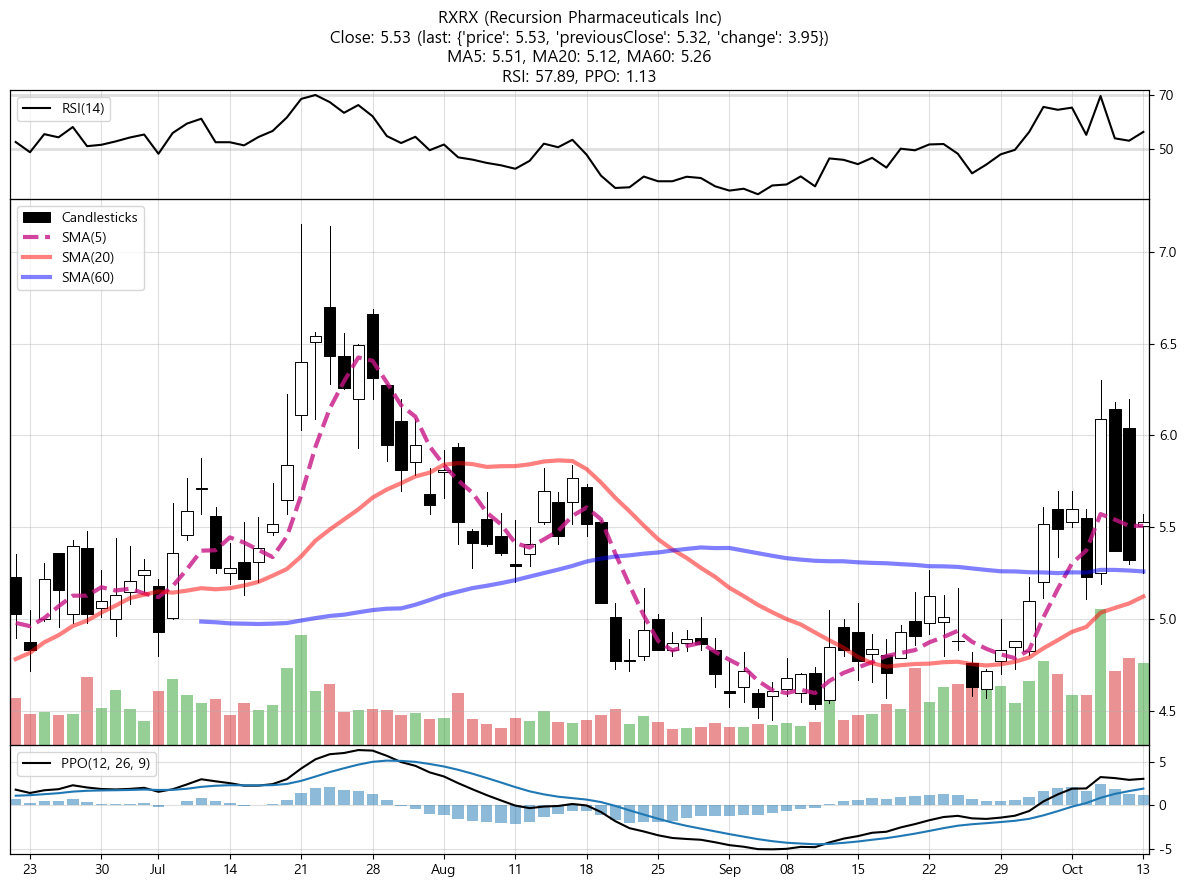 RXRX (Recursion Pharmaceuticals Inc)
Close: 5.53 (last: {'price': 5.53, 'previousClose': 5.32, 'change': 3.95})
MA5: 5.51, MA20: 5.12, MA60: 5.26
RSI: 57.89, PPO: 1.13
RSI(14)
70
50
Candlesticks
SMA(5)
SMA(20)
SMA(60)
7.0
6.5
6.0
5.5
5.0
4.5
PPO(12, 26, 9)
5
0
-5
23 30 Jul 14 21 28 Aug 11 18 25 Sep 08 15 22 29 Oct 13